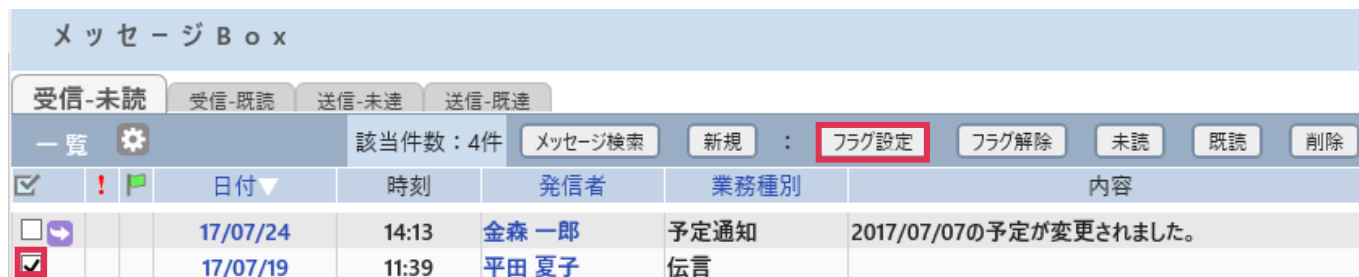 メッセージBox
受信-未読 受信-既読 送信-未達 送信-既達
一覧 該当件数：4件 メッセージ検索 新規 ： フラグ設定 フラグ解除 未読 既読 削除
日付▽ 時刻 発信者 業務種別 内容
17/07/24 14:13 金森 一郎 予定通知 2017/07/07の予定が変更されました。
17/07/19 11:39 平田 夏子 伝言